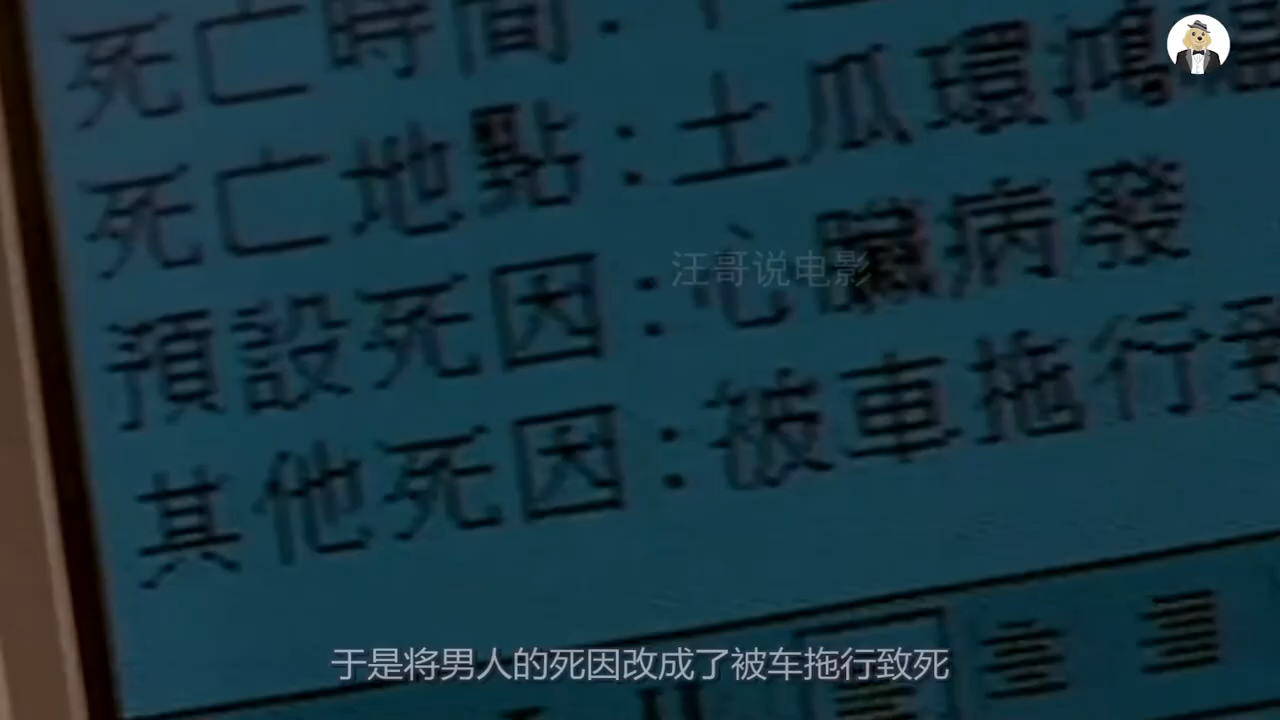 死亡時間:
死亡地點:土瓜環鴻福
預設死因:心臟病發
汪哥说电影
其他死因:被車拖行致
于是将男人的死因改成了被车拖行致死